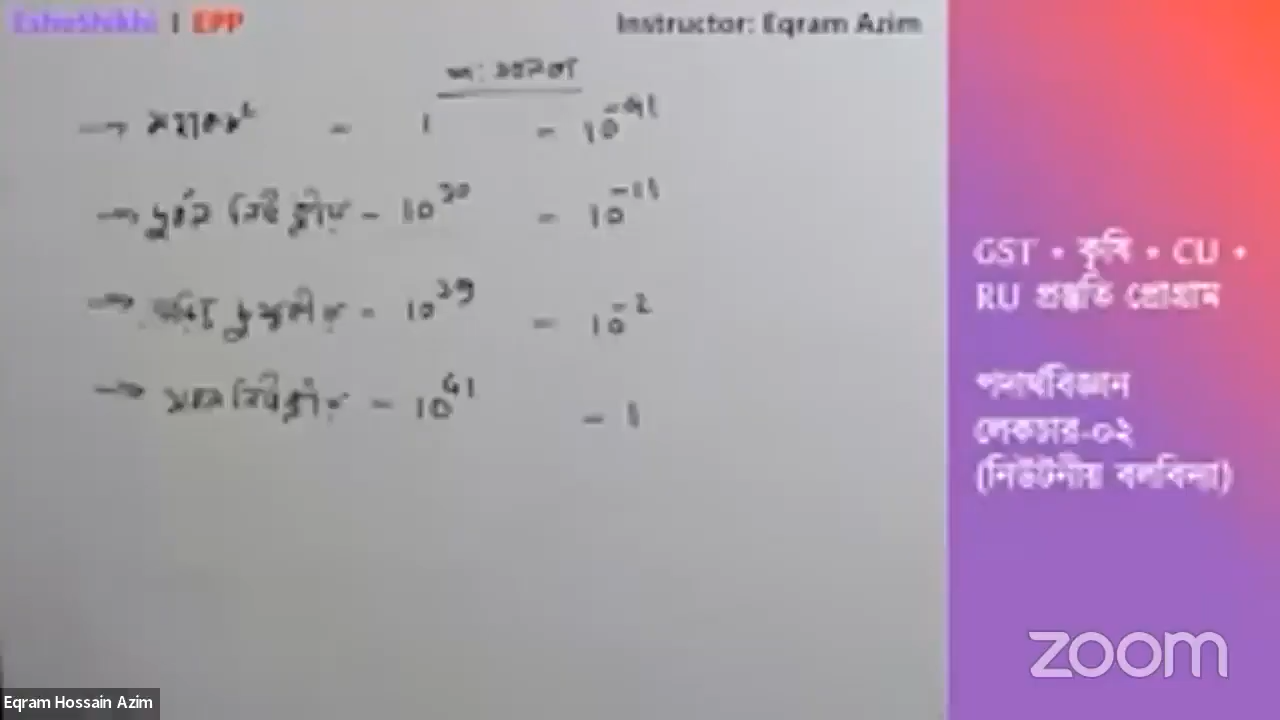 EshoShikhi | EPP
Instructor: Eqram Azim
→ মহাকর্ষ - 1 - 10⁻⁴¹
→ দুর্বল নিউক্লীয় - 10³⁰ - 10⁻¹¹
→ তড়িৎ চুম্বকীয় - 10³⁹ - 10⁻²
→ সবল নিউক্লীয় - 10⁴¹ - 1
GST • কৃষি • CU •
RU প্রস্তুতি প্রোগ্রাম
পদার্থবিজ্ঞান
লেকচার-০২
(নিউটনীয় বলবিদ্যা)
zoom
Eqram Hossain Azim